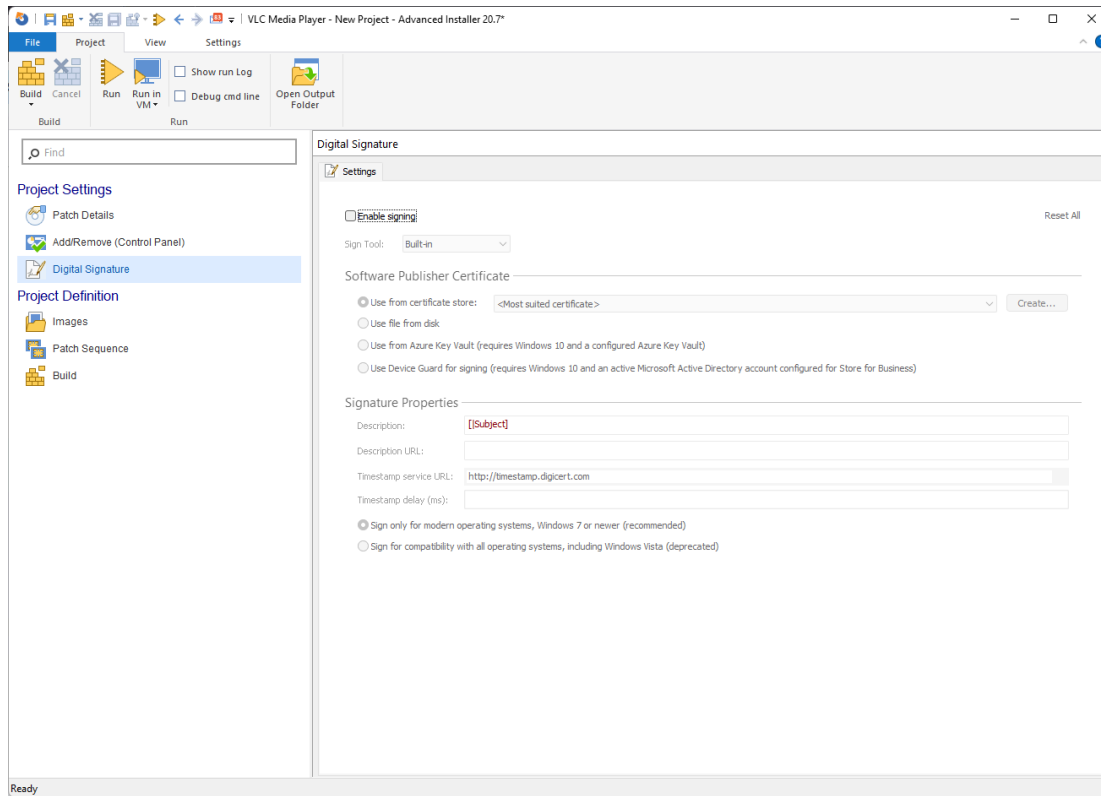 VLC Media Player - New Project - Advanced Installer 20.7*
File Project View Settings
Build Cancel Run Run in VM Show run Log Debug cmd line Open Output Folder
Build Run
Find
Project Settings
Patch Details
Add/Remove (Control Panel)
Digital Signature
Project Definition
Images
Patch Sequence
Build
Digital Signature
Settings
Enable signing Reset All
Sign Tool: Built-in
Software Publisher Certificate
Use from certificate store: <Most suited certificate> Create...
Use file from disk
Use from Azure Key Vault (requires Windows 10 and a configured Azure Key Vault)
Use Device Guard for signing (requires Windows 10 and an active Microsoft Active Directory account configured for Store for Business)
Signature Properties
Description: [|Subject]
Description URL:
Timestamp service URL: http://timestamp.digicert.com
Timestamp delay (ms):
Sign only for modern operating systems, Windows 7 or newer (recommended)
Sign for compatibility with all operating systems, including Windows Vista (deprecated)
Ready